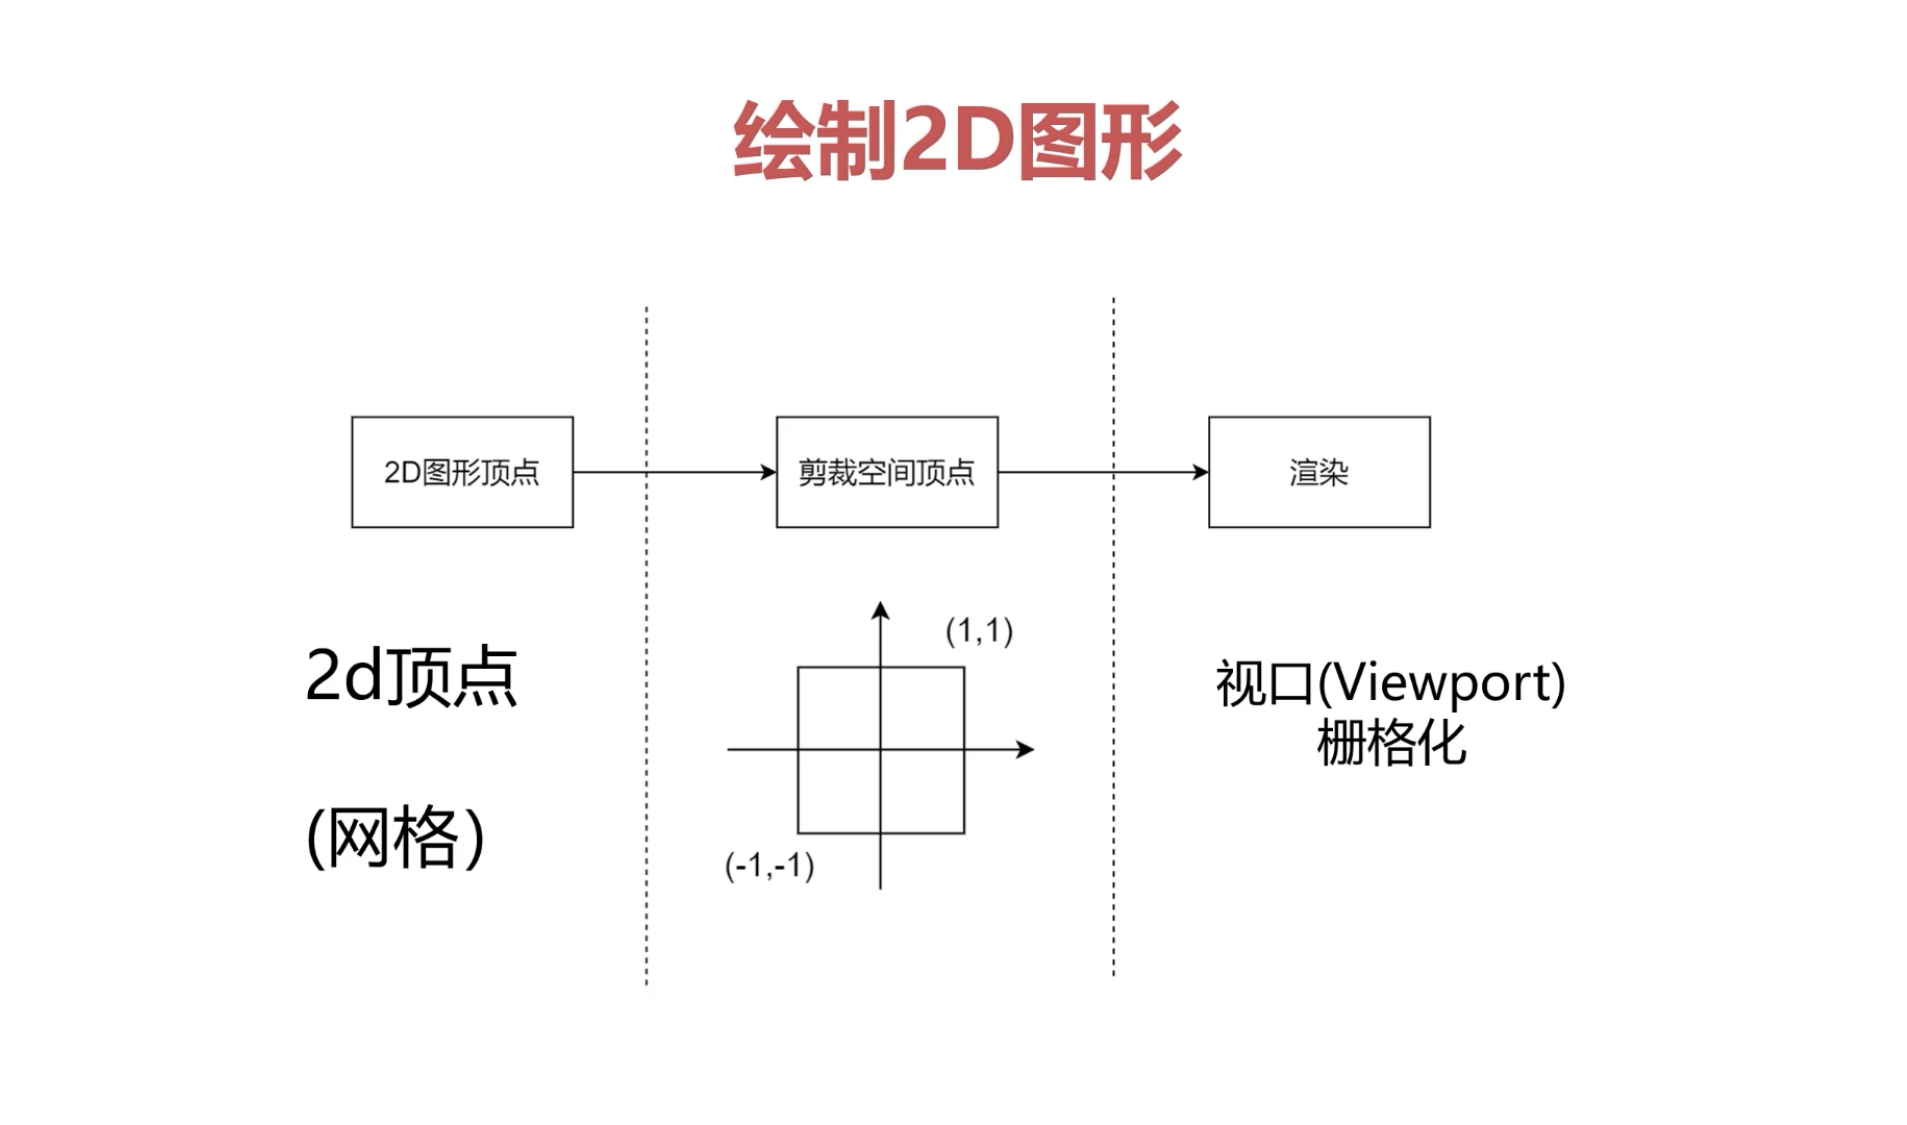 绘制2D图形
2D图形顶点
剪裁空间顶点
渲染
2d顶点
(网格)
(1,1)
(-1,-1)
视口(Viewport)
栅格化